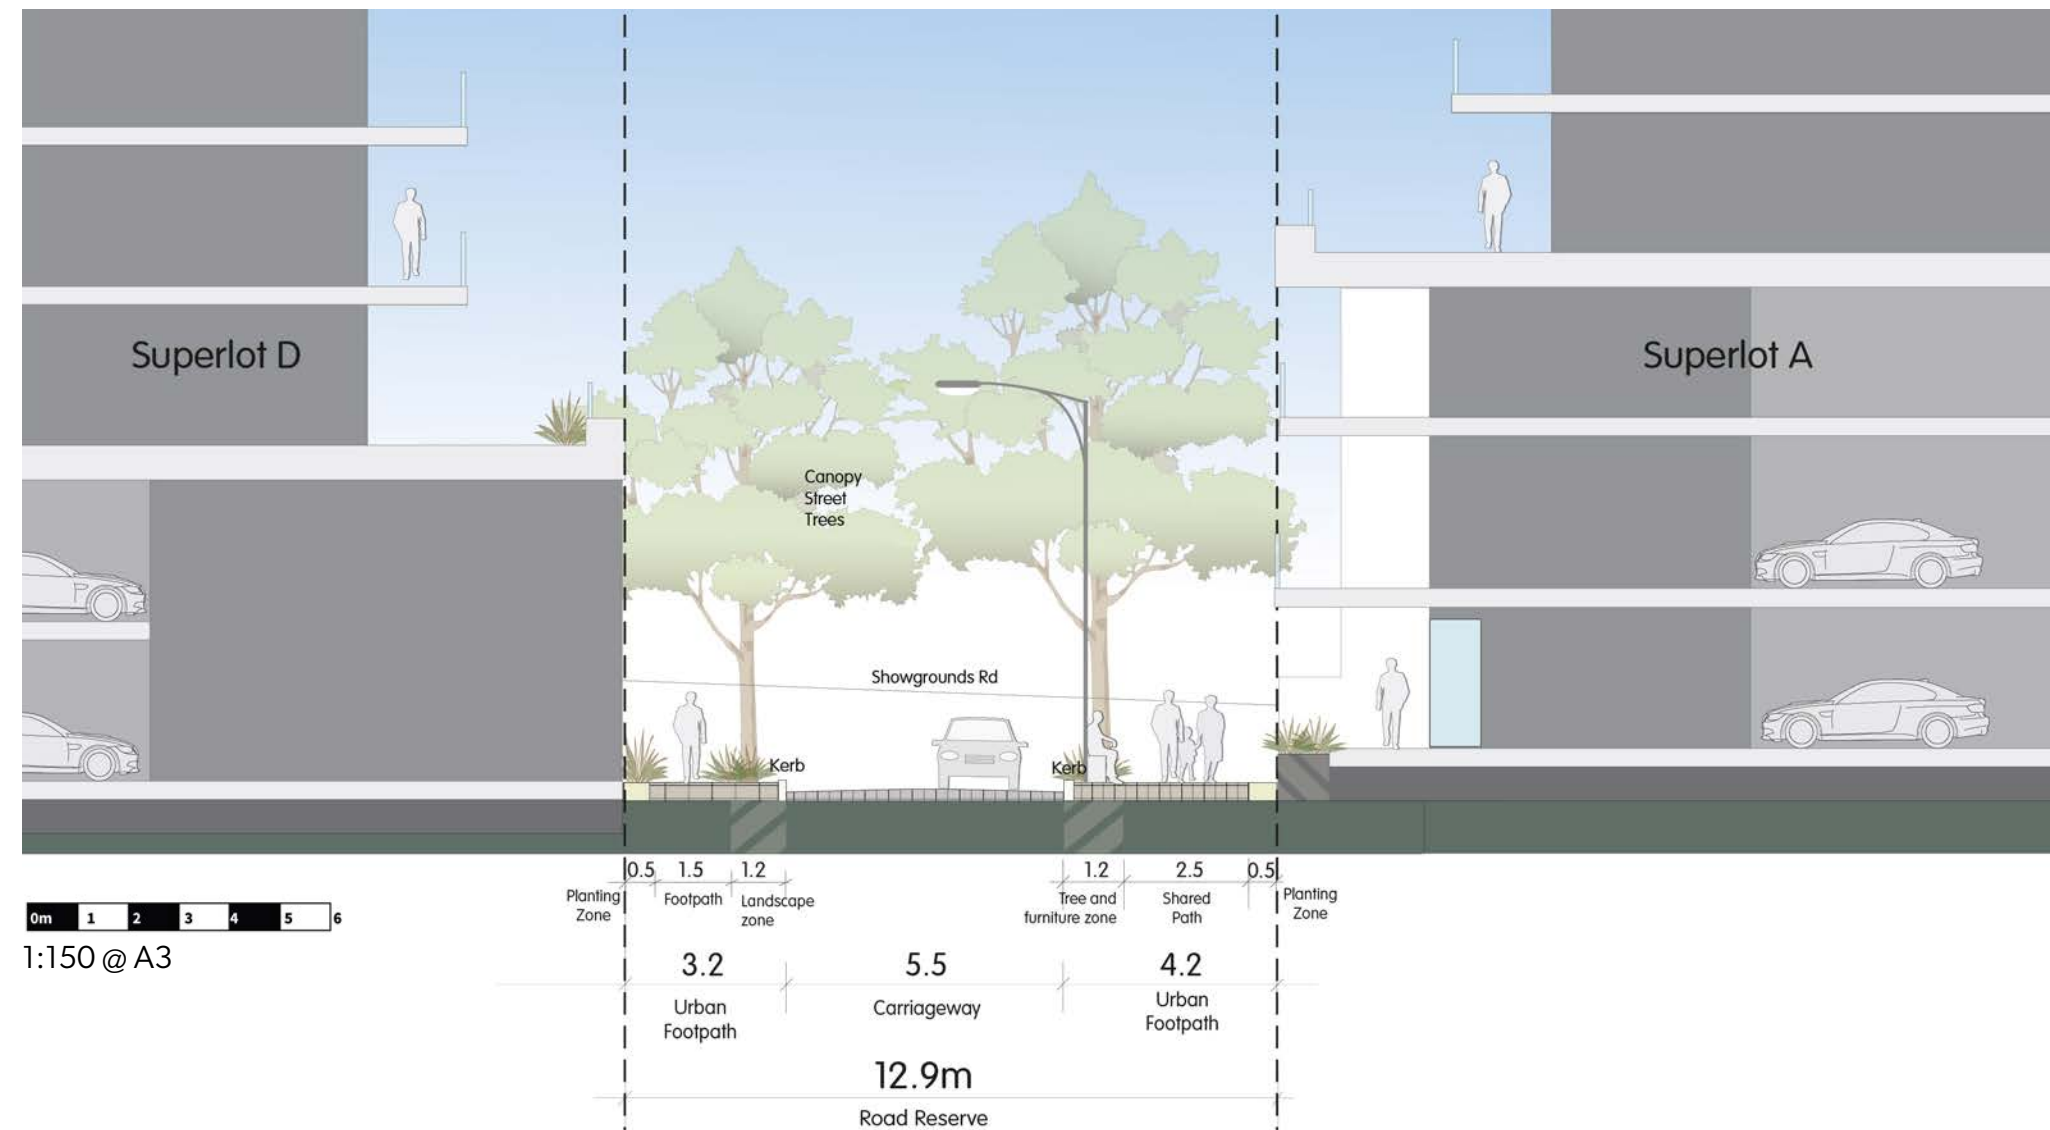 Superlot D
Superlot A
Canopy
Street
Trees
Showgrounds Rd
Kerb
Kerb
0.5
1.5
1.2
1.2
2.5
0.5
Planting
Zone
Footpath
Landscape
zone
Tree and
furniture zone
Shared
Path
Planting
Zone
0m 1 2 3 4 5 6
1:150 @ A3
3.2
5.5
4.2
Urban
Footpath
Carriageway
Urban
Footpath
12.9m
Road Reserve